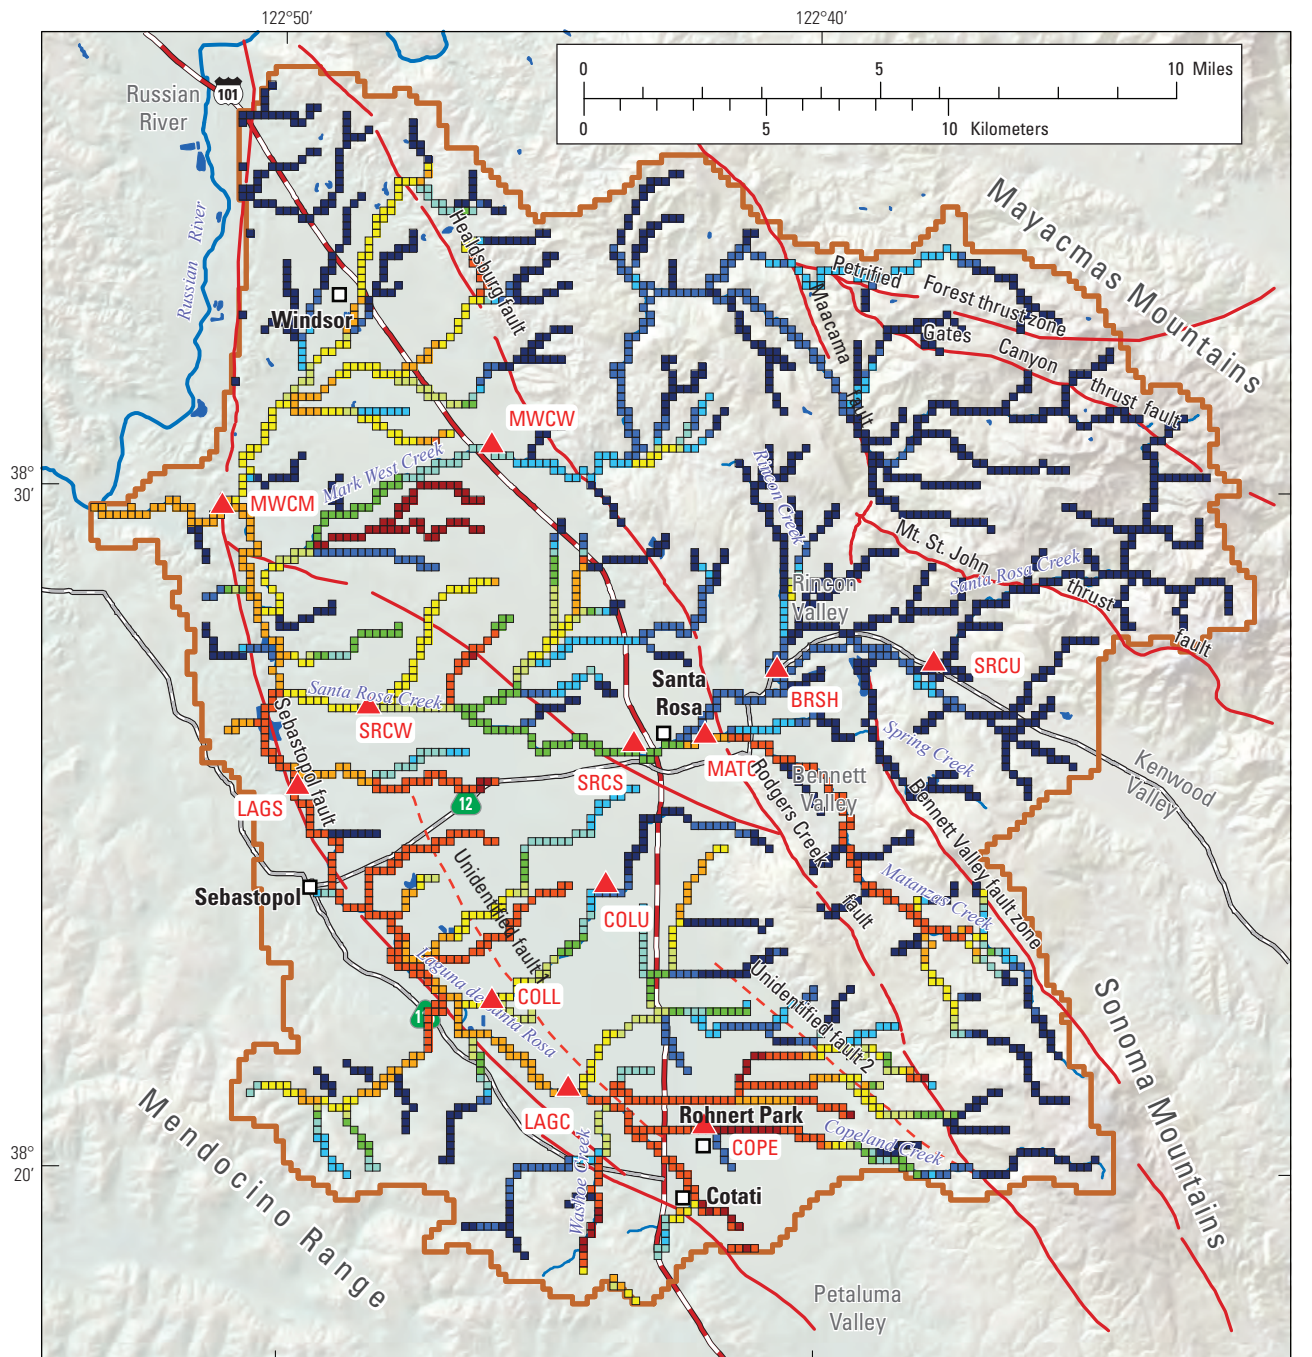 122°50'
122°40'
0
5
10 Miles
0
5
10 Kilometers
Russian
River
101
Mayacmas Mountains
Russian River
Healdsburg fault
Petrified
Forest thrust zone
Maacama
fault
Gates
Canyon
thrust fault
Windsor
MWCW
Mark West Creek
Rincon Creek
38°
30'
MWCM
Mt. St. John
thrust
fault
Santa Rosa Creek
Rincon
Valley
SRCU
Santa
Rosa
BRSH
Santa Rosa Creek
SRCW
Sebastopol fault
Spring Creek
Kenwood
Valley
SRCS
MATC
Bennett
Valley
LAGS
12
Rodgers Creek
fault
Bennett Valley fault zone
Unidentified fault 1
Matanzas Creek
Sebastopol
COLU
Laguna de Santa Rosa
COLL
Unidentified fault 2
Sonoma Mountains
LAGC
Rohnert Park
COPE
Copeland Creek
38°
20'
Mendocino Range
Washoe Creek
Cotati
Petaluma
Valley